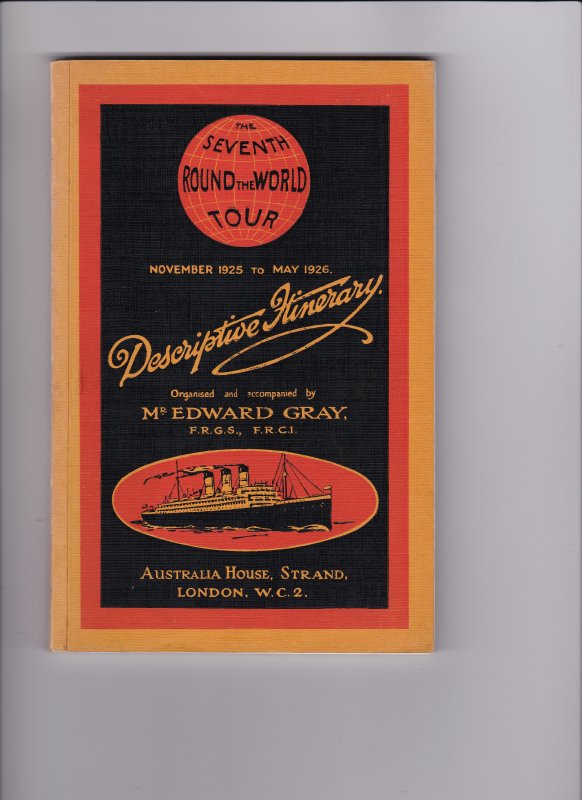 THE
SEVENTH
ROUND THE WORLD
TOUR
NOVEMBER 1925 TO MAY 1926.
Descriptive Itinerary.
Organised and accompanied by
MR EDWARD GRAY,
F.R.G.S., F.R.C.I.
AUSTRALIA HOUSE, STRAND,
LONDON, W.C.2.